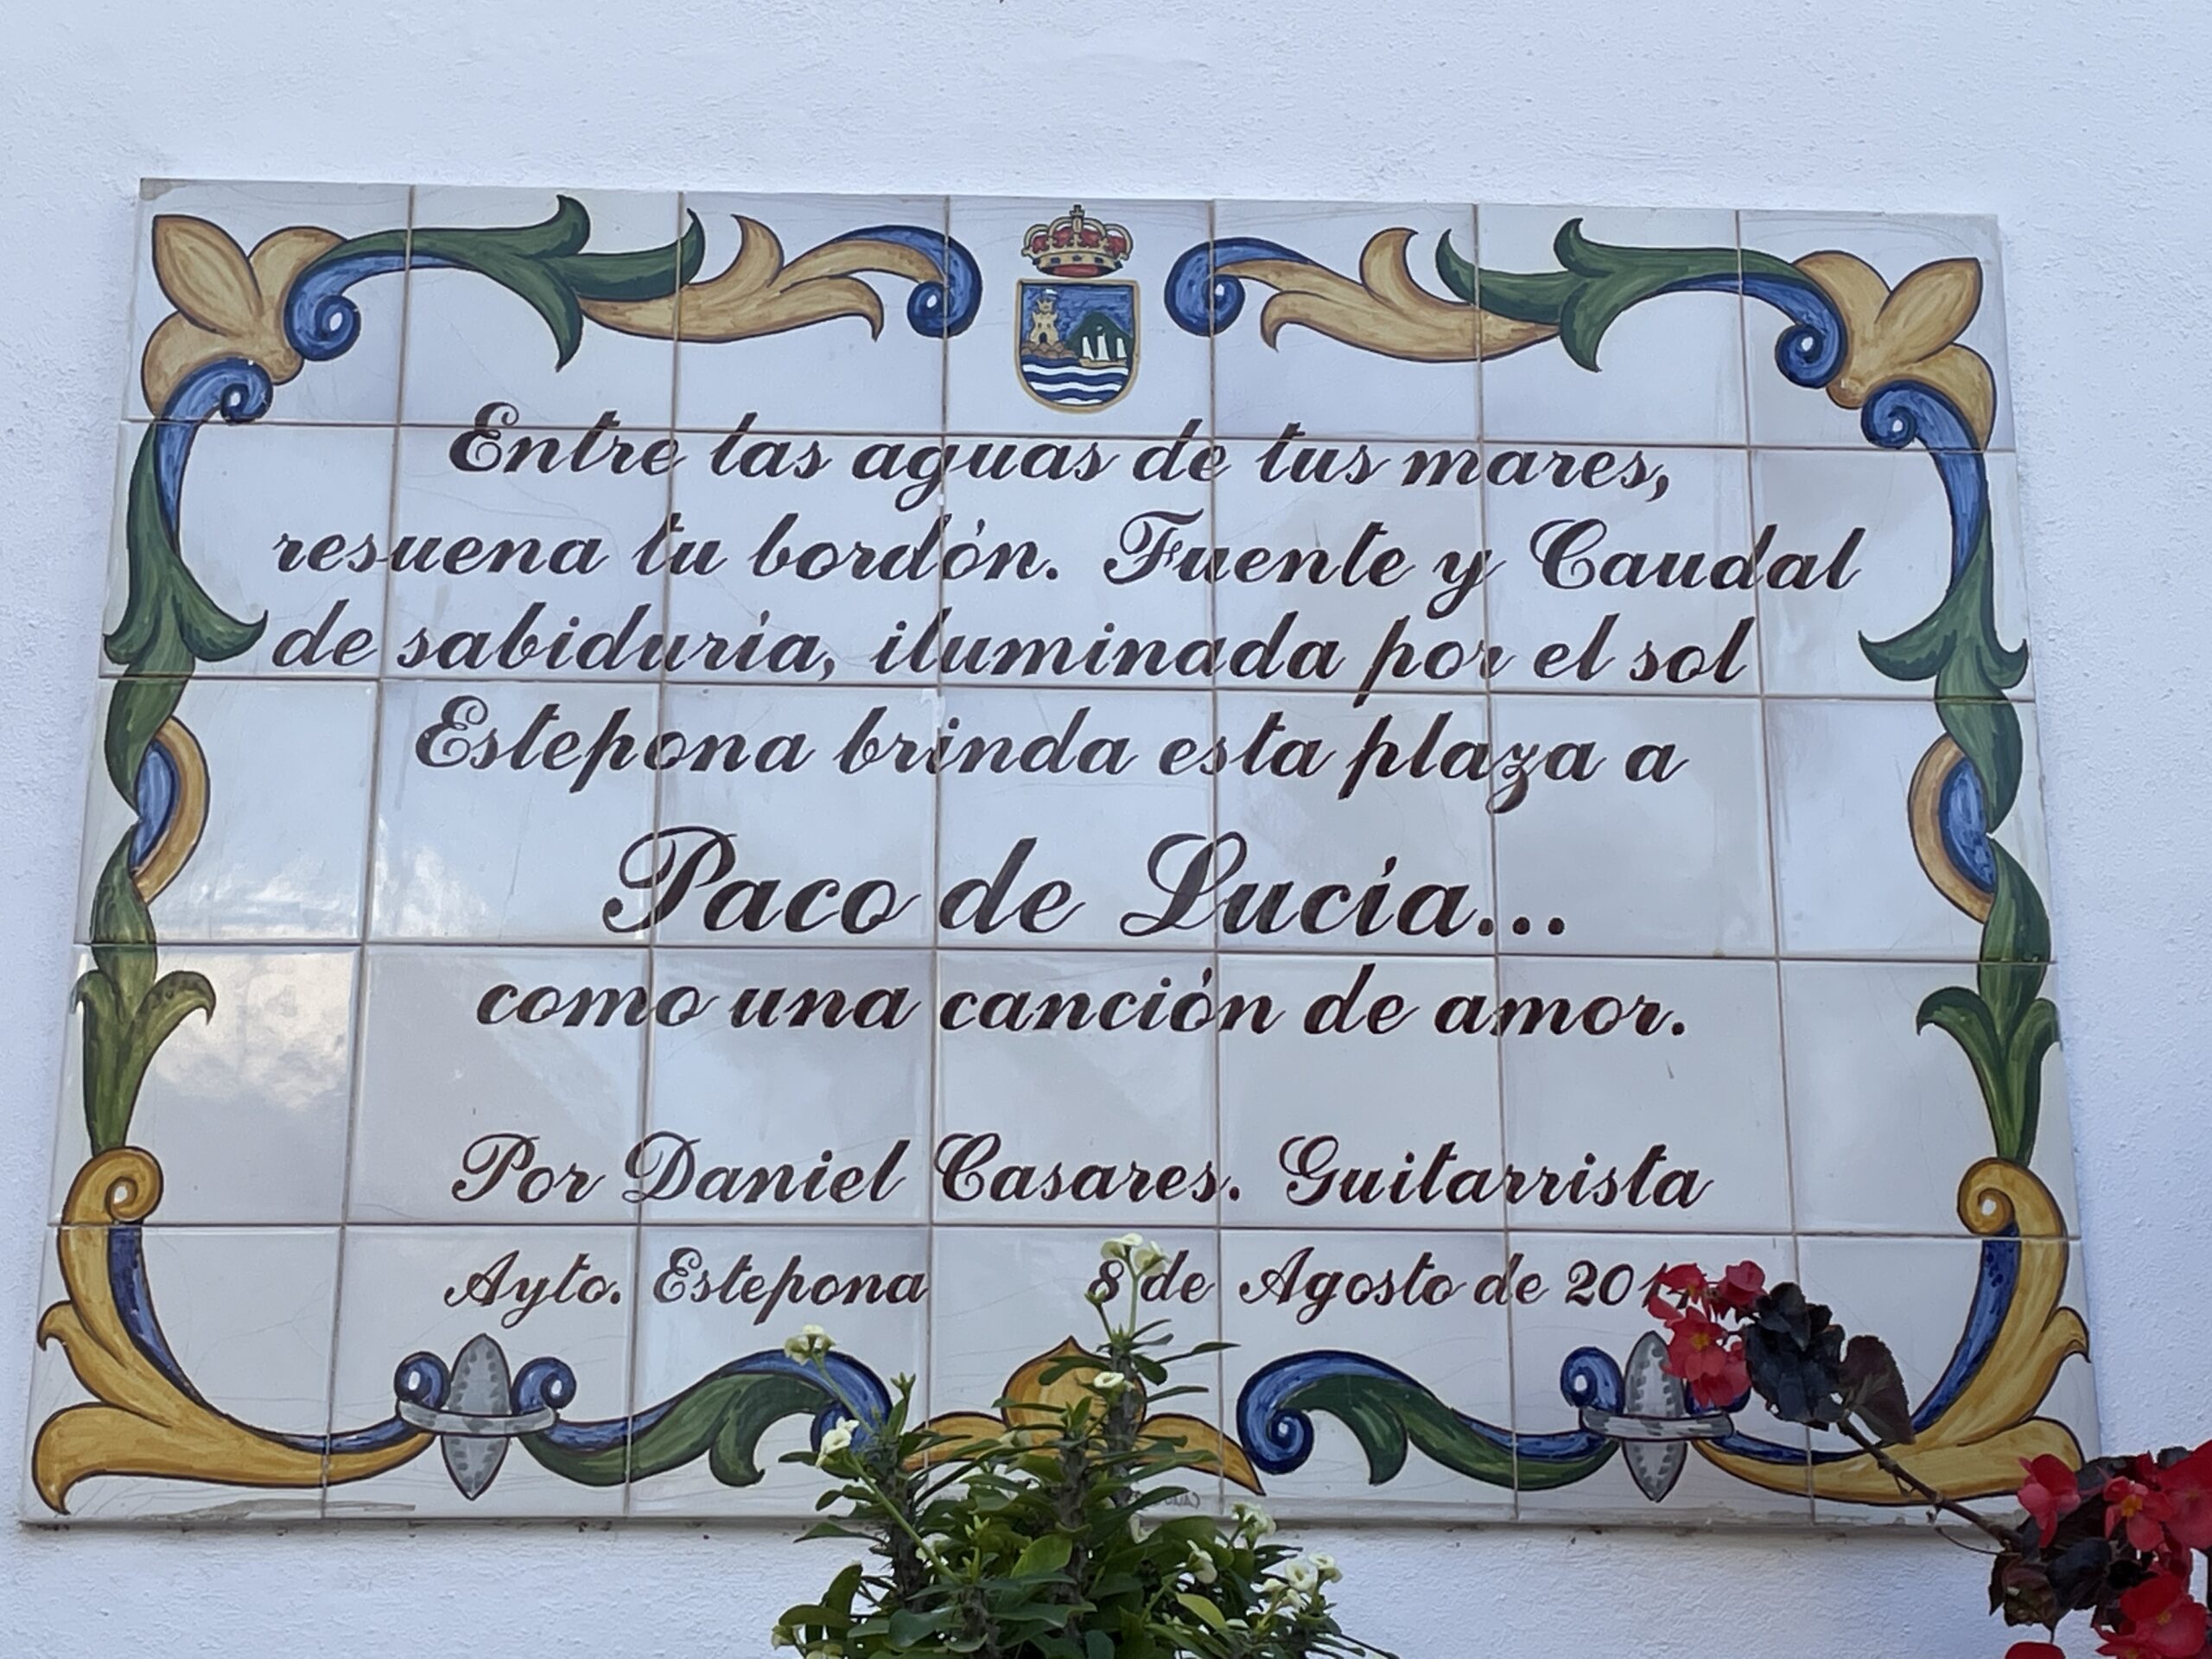 Entre las aguas de tus mares,
resuena tu bordón. Fuente y Caudal
de sabiduría, iluminada por el sol
Estepona brinda esta plaza a
Paco de Lucía...
como una canción de amor.
Por Daniel Casares. Guitarrista
Ayto. Estepona 8 de Agosto de